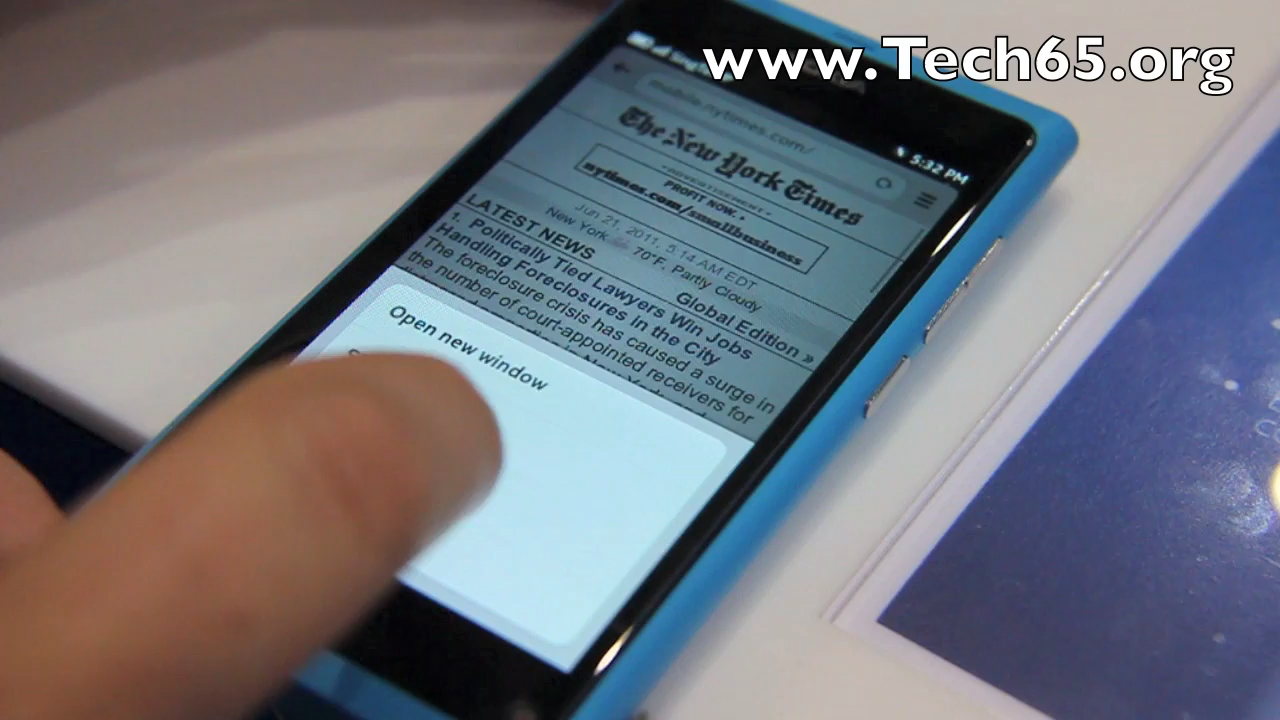 www.Tech65.org
5:32 PM
mobile.nytimes.com/
The New York Times
ADVERTISEMENT
PROFIT NOW.
nytimes.com/smallbusiness
Jun 21, 2011, 5:14 AM EDT
New York 70°F, Partly Cloudy
LATEST NEWS
Global Edition »
1. Politically Tied Lawyers Win Jobs
Handling Foreclosures in the City
The foreclosure crisis has caused a surge in
the number of court-appointed receivers for
Open new window